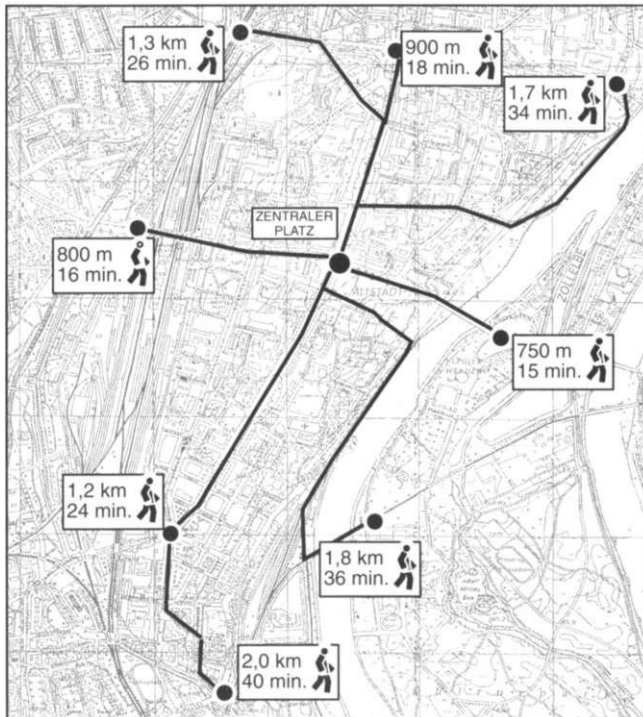 1,3 km
26 min.
900 m
18 min.
1,7 km
34 min.
ZENTRALER
PLATZ
800 m
16 min.
ALTSTADT
ZOLLELBE
750 m
15 min.
1,2 km
24 min.
1,8 km
36 min.
2,0 km
40 min.